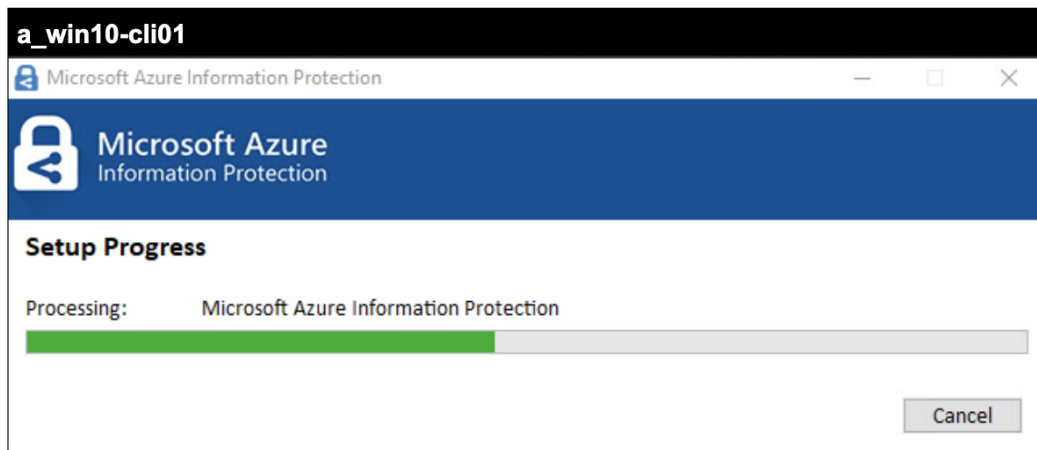 a_win10-cli01
Microsoft Azure Information Protection
Microsoft Azure
Information Protection
Setup Progress
Processing: Microsoft Azure Information Protection
Cancel